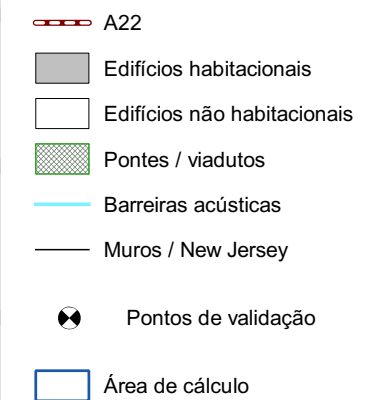 A22
Edifícios habitacionais
Edifícios não habitacionais
Pontes / viadutos
Barreiras acústicas
Muros / New Jersey
Pontos de validação
Área de cálculo